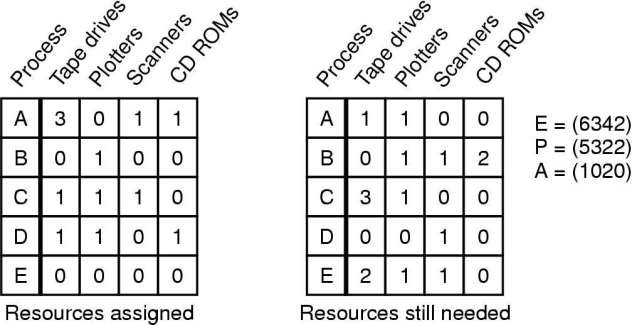 Process Tape drives Plotters Scanners CD ROMs
A 3 0 1 1
B 0 1 0 0
C 1 1 1 0
D 1 1 0 1
E 0 0 0 0
Resources assigned
Process Tape drives Plotters Scanners CD ROMs
A 1 1 0 0
B 0 1 1 2
C 3 1 0 0
D 0 0 1 0
E 2 1 1 0
Resources still needed
E = (6342)
P = (5322)
A = (1020)